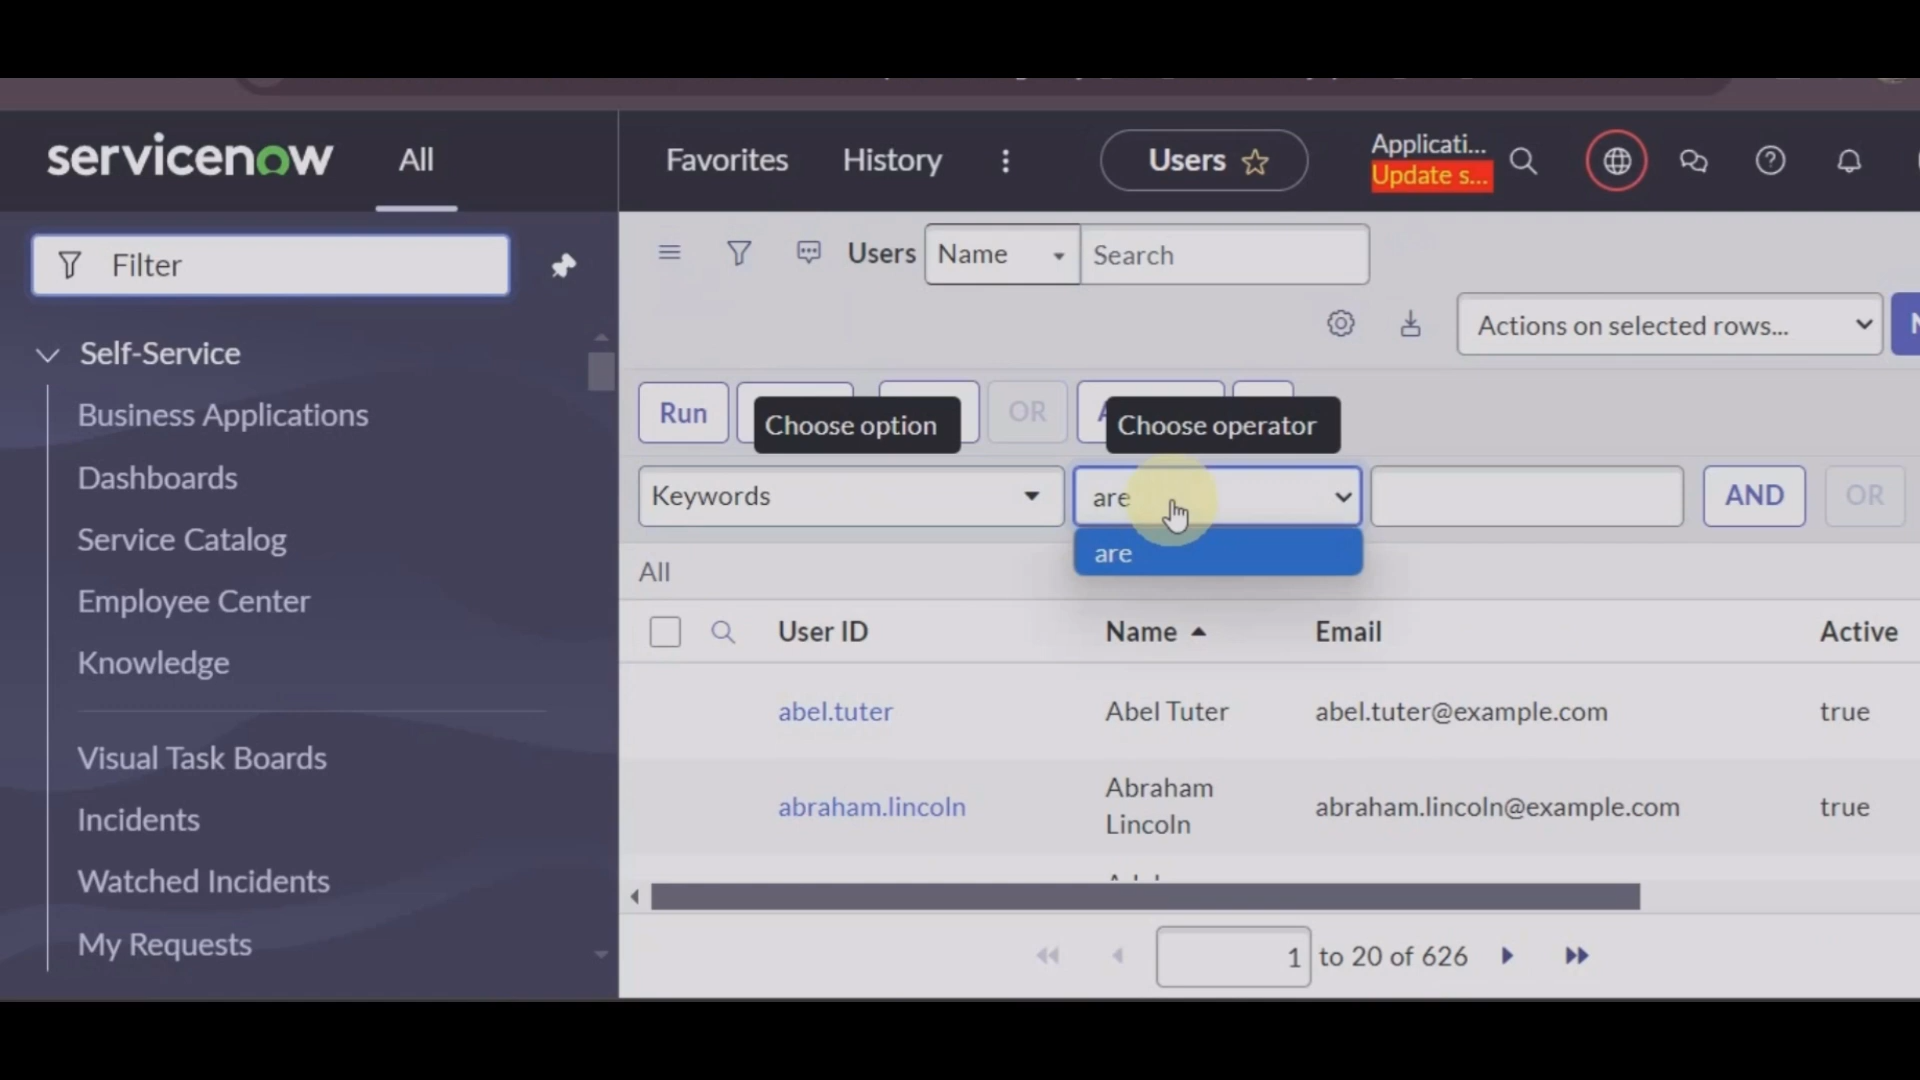 servicenow All Favorites History Users Applicati...
Update s...
Filter
Users Name Search
Actions on selected rows...
Self-Service
Business Applications
Dashboards
Service Catalog
Employee Center
Knowledge
Visual Task Boards
Incidents
Watched Incidents
My Requests
Run OR
Choose option Choose operator
Keywords are AND OR
are
All
User ID Name Email Active
abel.tuter Abel Tuter abel.tuter@example.com true
abraham.lincoln Abraham Lincoln abraham.lincoln@example.com true
1 to 20 of 626